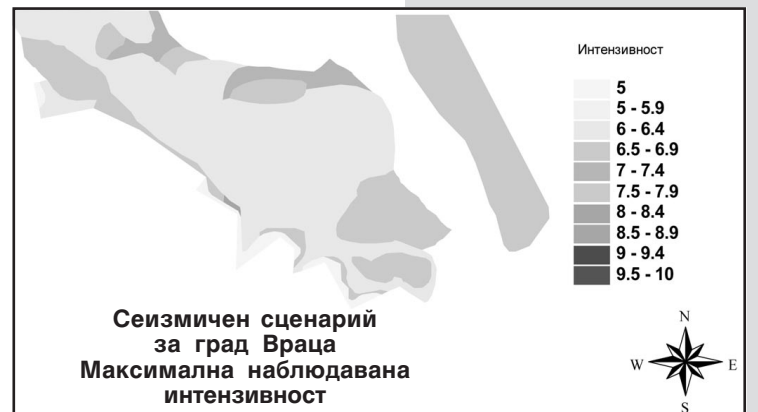 Интензивност
5
5 - 5.9
6 - 6.4
6.5 - 6.9
7 - 7.4
7.5 - 7.9
8 - 8.4
8.5 - 8.9
9 - 9.4
9.5 - 10
Сеизмичен сценарий
за град Враца
Максимална наблюдавана
интензивност
N
W E
S